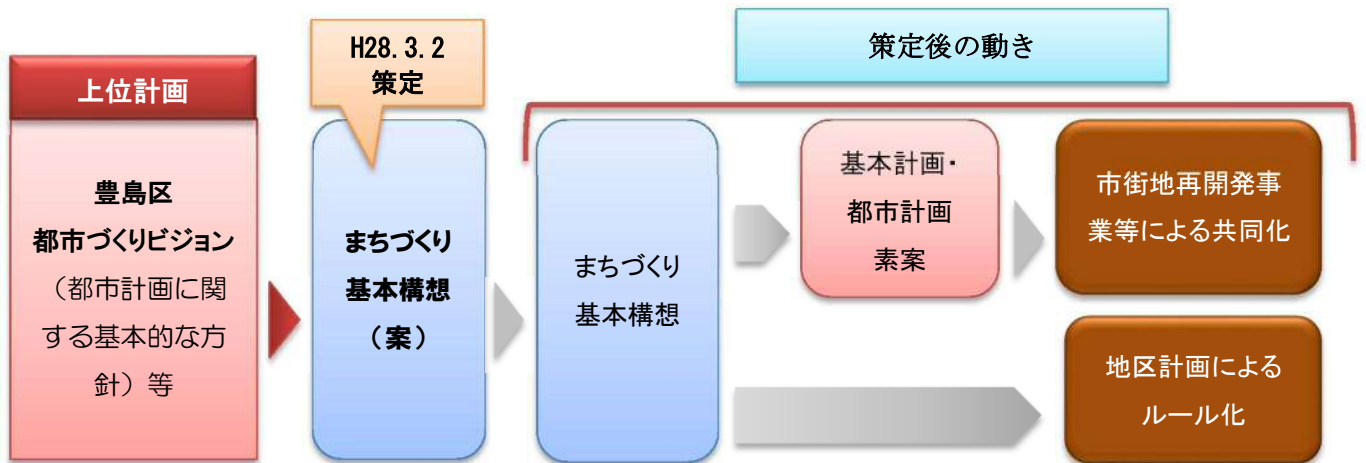 上位計画
豊島区
都市づくりビジョン
（都市計画に関
する基本的な方
針）等
H28.3.2
策定
まちづくり
基本構想
（案）
策定後の動き
まちづくり
基本構想
基本計画・
都市計画
素案
市街地再開発事
業等による共同化
地区計画による
ルール化